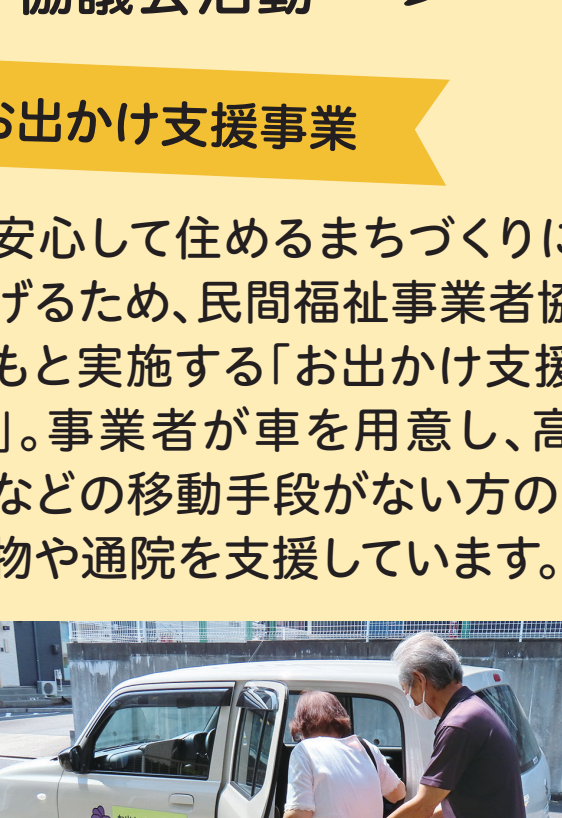 協議会活動
お出かけ支援事業
安心して住めるまちづくりに
げるため、民間福祉事業者協
もと実施する「お出かけ支援
」。事業者が車を用意し、高
などの移動手段がない方の
物や通院を支援しています。